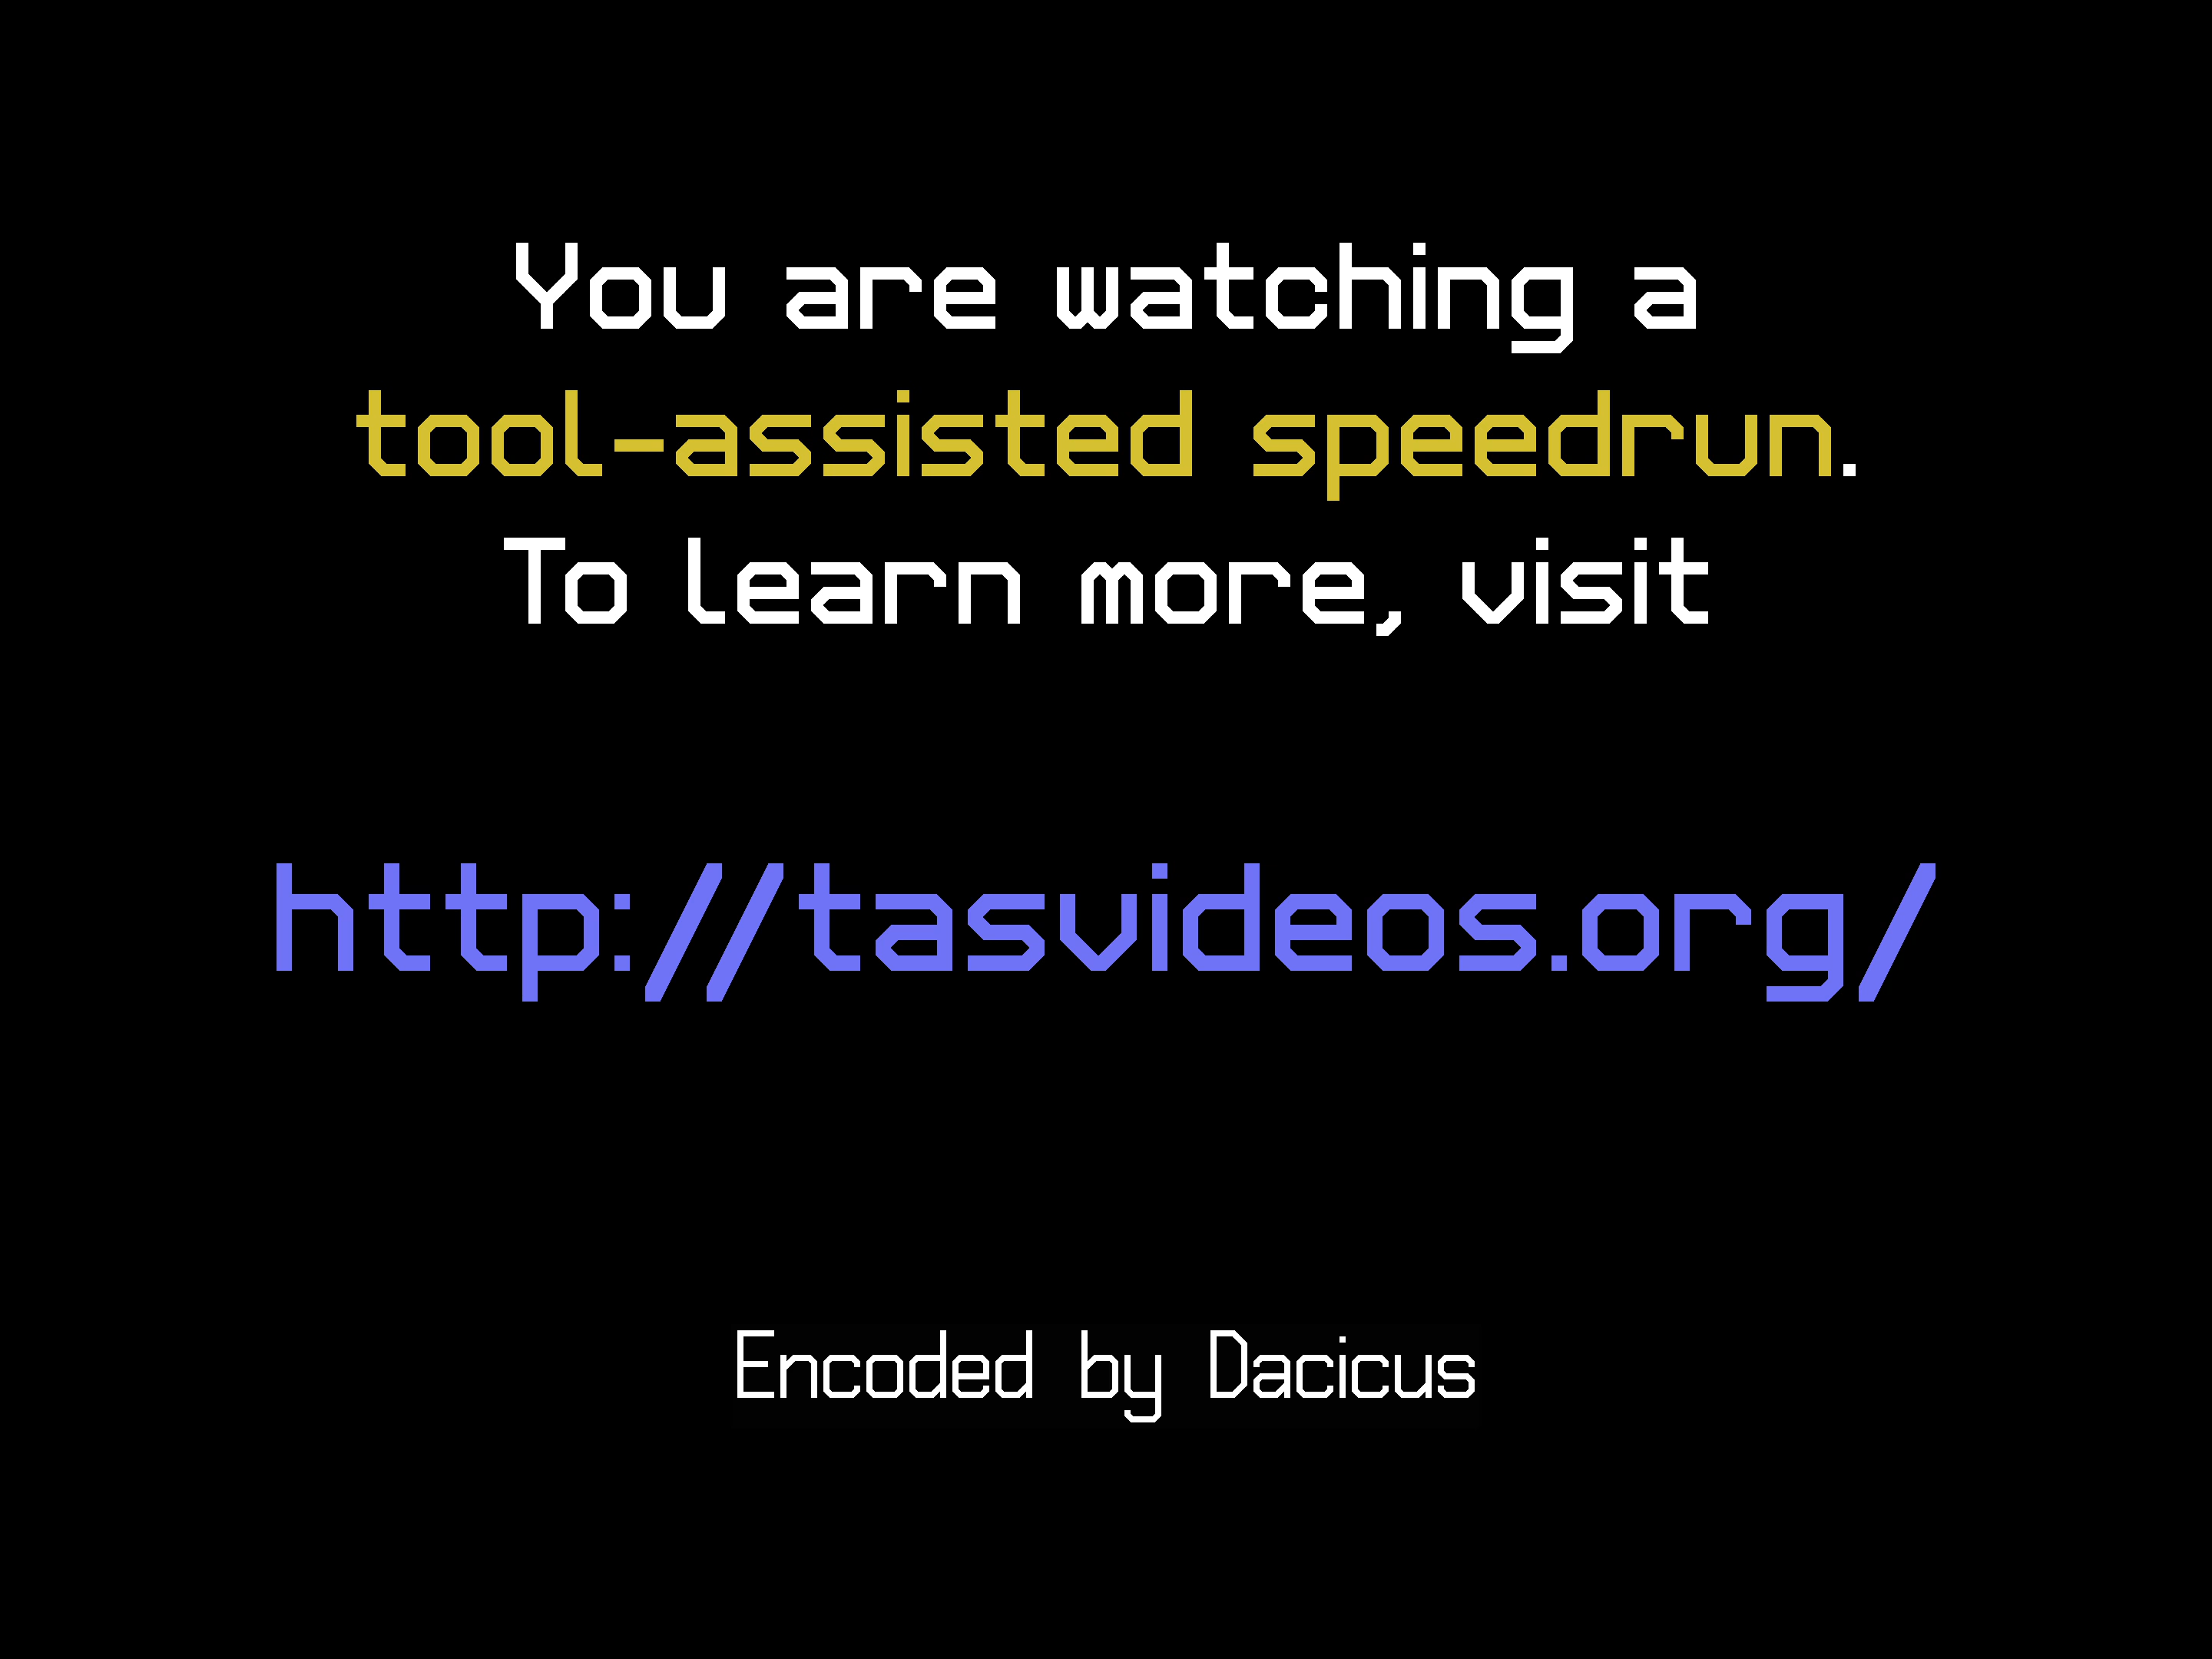 You are watching a
tool-assisted speedrun.
To learn more, visit
http://tasvideos.org/
Encoded by Dacicus